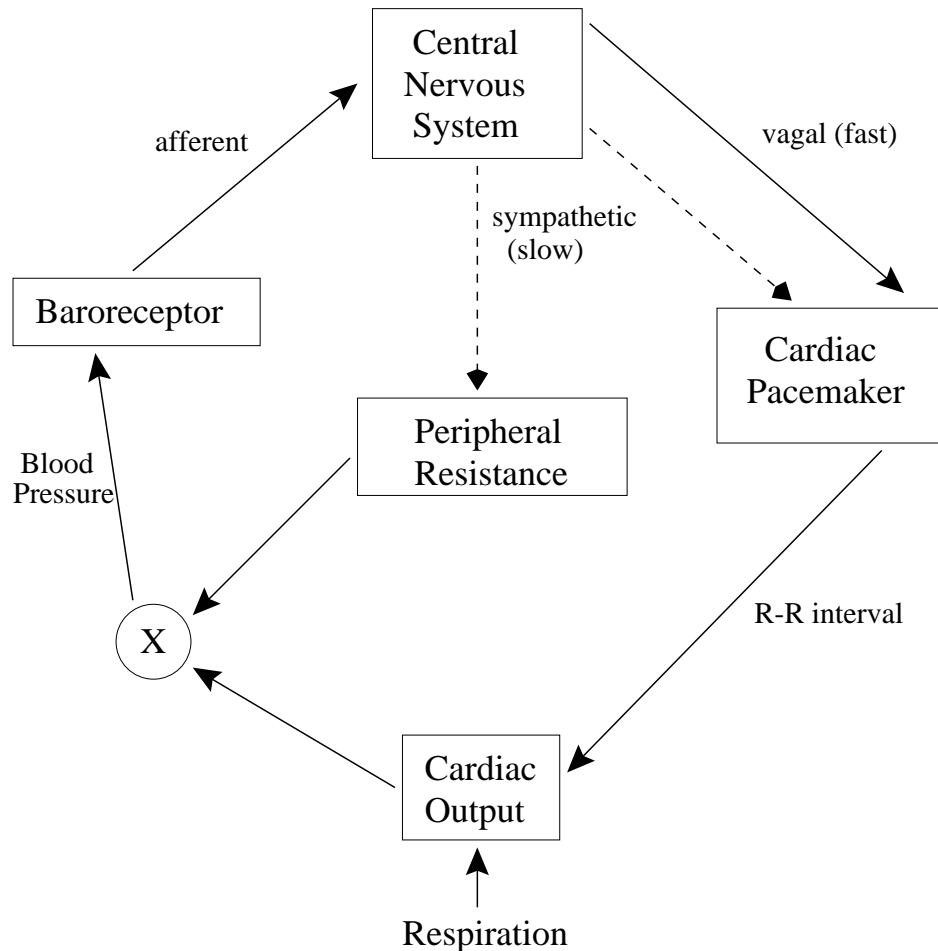 Central
Nervous
System
afferent
vagal (fast)
sympathetic
(slow)
Baroreceptor
Cardiac
Pacemaker
Peripheral
Resistance
Blood
Pressure
X
R-R interval
Cardiac
Output
Respiration